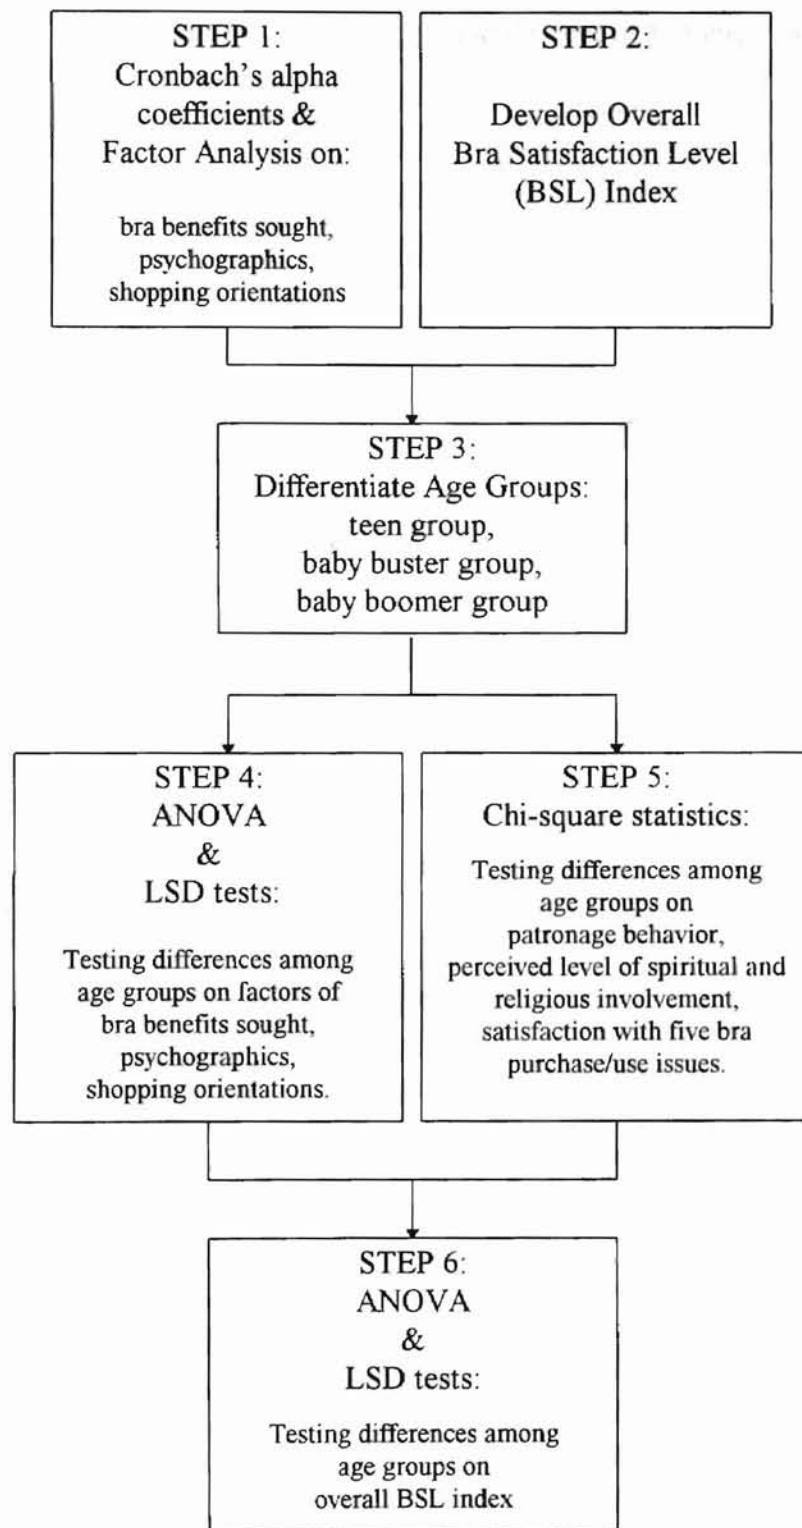 STEP 1:
Cronbach's alpha
coefficients &
Factor Analysis on:
bra benefits sought,
psychographics,
shopping orientations
STEP 2:
Develop Overall
Bra Satisfaction Level
(BSL) Index
STEP 3:
Differentiate Age Groups:
teen group,
baby buster group,
baby boomer group
STEP 4:
ANOVA
&
LSD tests:
Testing differences among
age groups on factors of
bra benefits sought,
psychographics,
shopping orientations.
STEP 5:
Chi-square statistics:
Testing differences among
age groups on
patronage behavior,
perceived level of spiritual and
religious involvement,
satisfaction with five bra
purchase/use issues.
STEP 6:
ANOVA
&
LSD tests:
Testing differences among
age groups on
overall BSL index